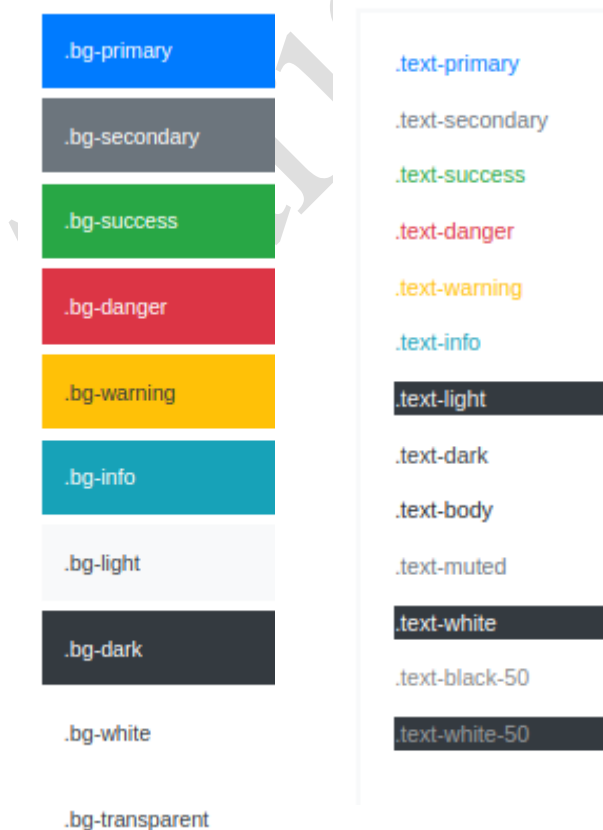 .bg-primary
.bg-secondary
.bg-success
.bg-danger
.bg-warning
.bg-info
.bg-light
.bg-dark
.bg-white
.bg-transparent
.text-primary
.text-secondary
.text-success
.text-danger
.text-warning
.text-info
.text-light
.text-dark
.text-body
.text-muted
.text-white
.text-black-50
.text-white-50